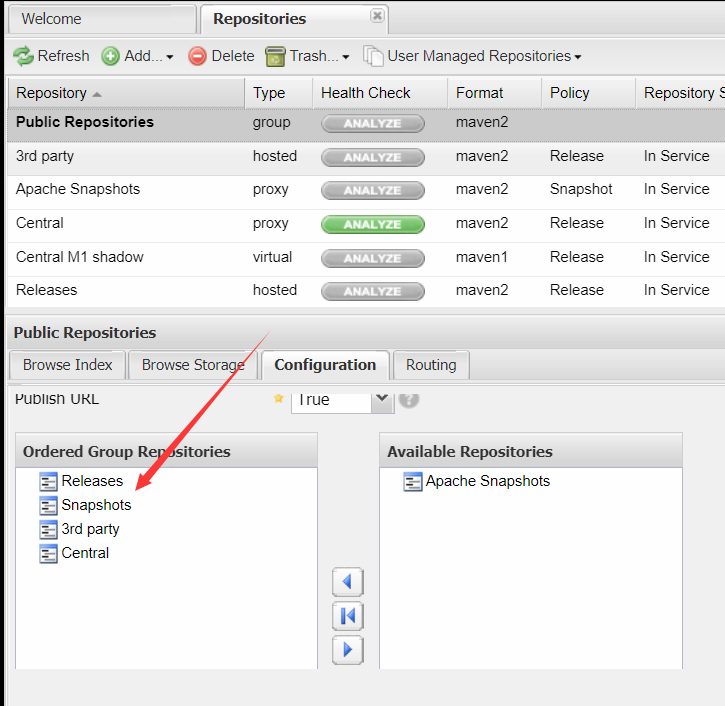 Welcome Repositories
Refresh Add... Delete Trash... User Managed Repositories
Repository Type Health Check Format Policy Repository S
Public Repositories group ANALYZE maven2
3rd party hosted ANALYZE maven2 Release In Service
Apache Snapshots proxy ANALYZE maven2 Snapshot In Service
Central proxy ANALYZE maven2 Release In Service
Central M1 shadow virtual ANALYZE maven1 Release In Service
Releases hosted ANALYZE maven2 Release In Service
Public Repositories
Browse Index Browse Storage Configuration Routing
Publish URL True ?
Ordered Group Repositories Available Repositories
Releases Apache Snapshots
Snapshots
3rd party
Central